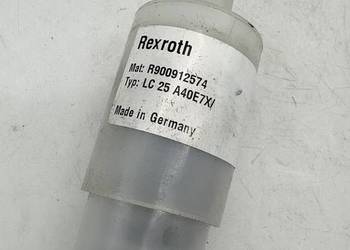 Rexroth
Mat: R900912574
Typ: LC 25 A40E7X/
Made in Germany